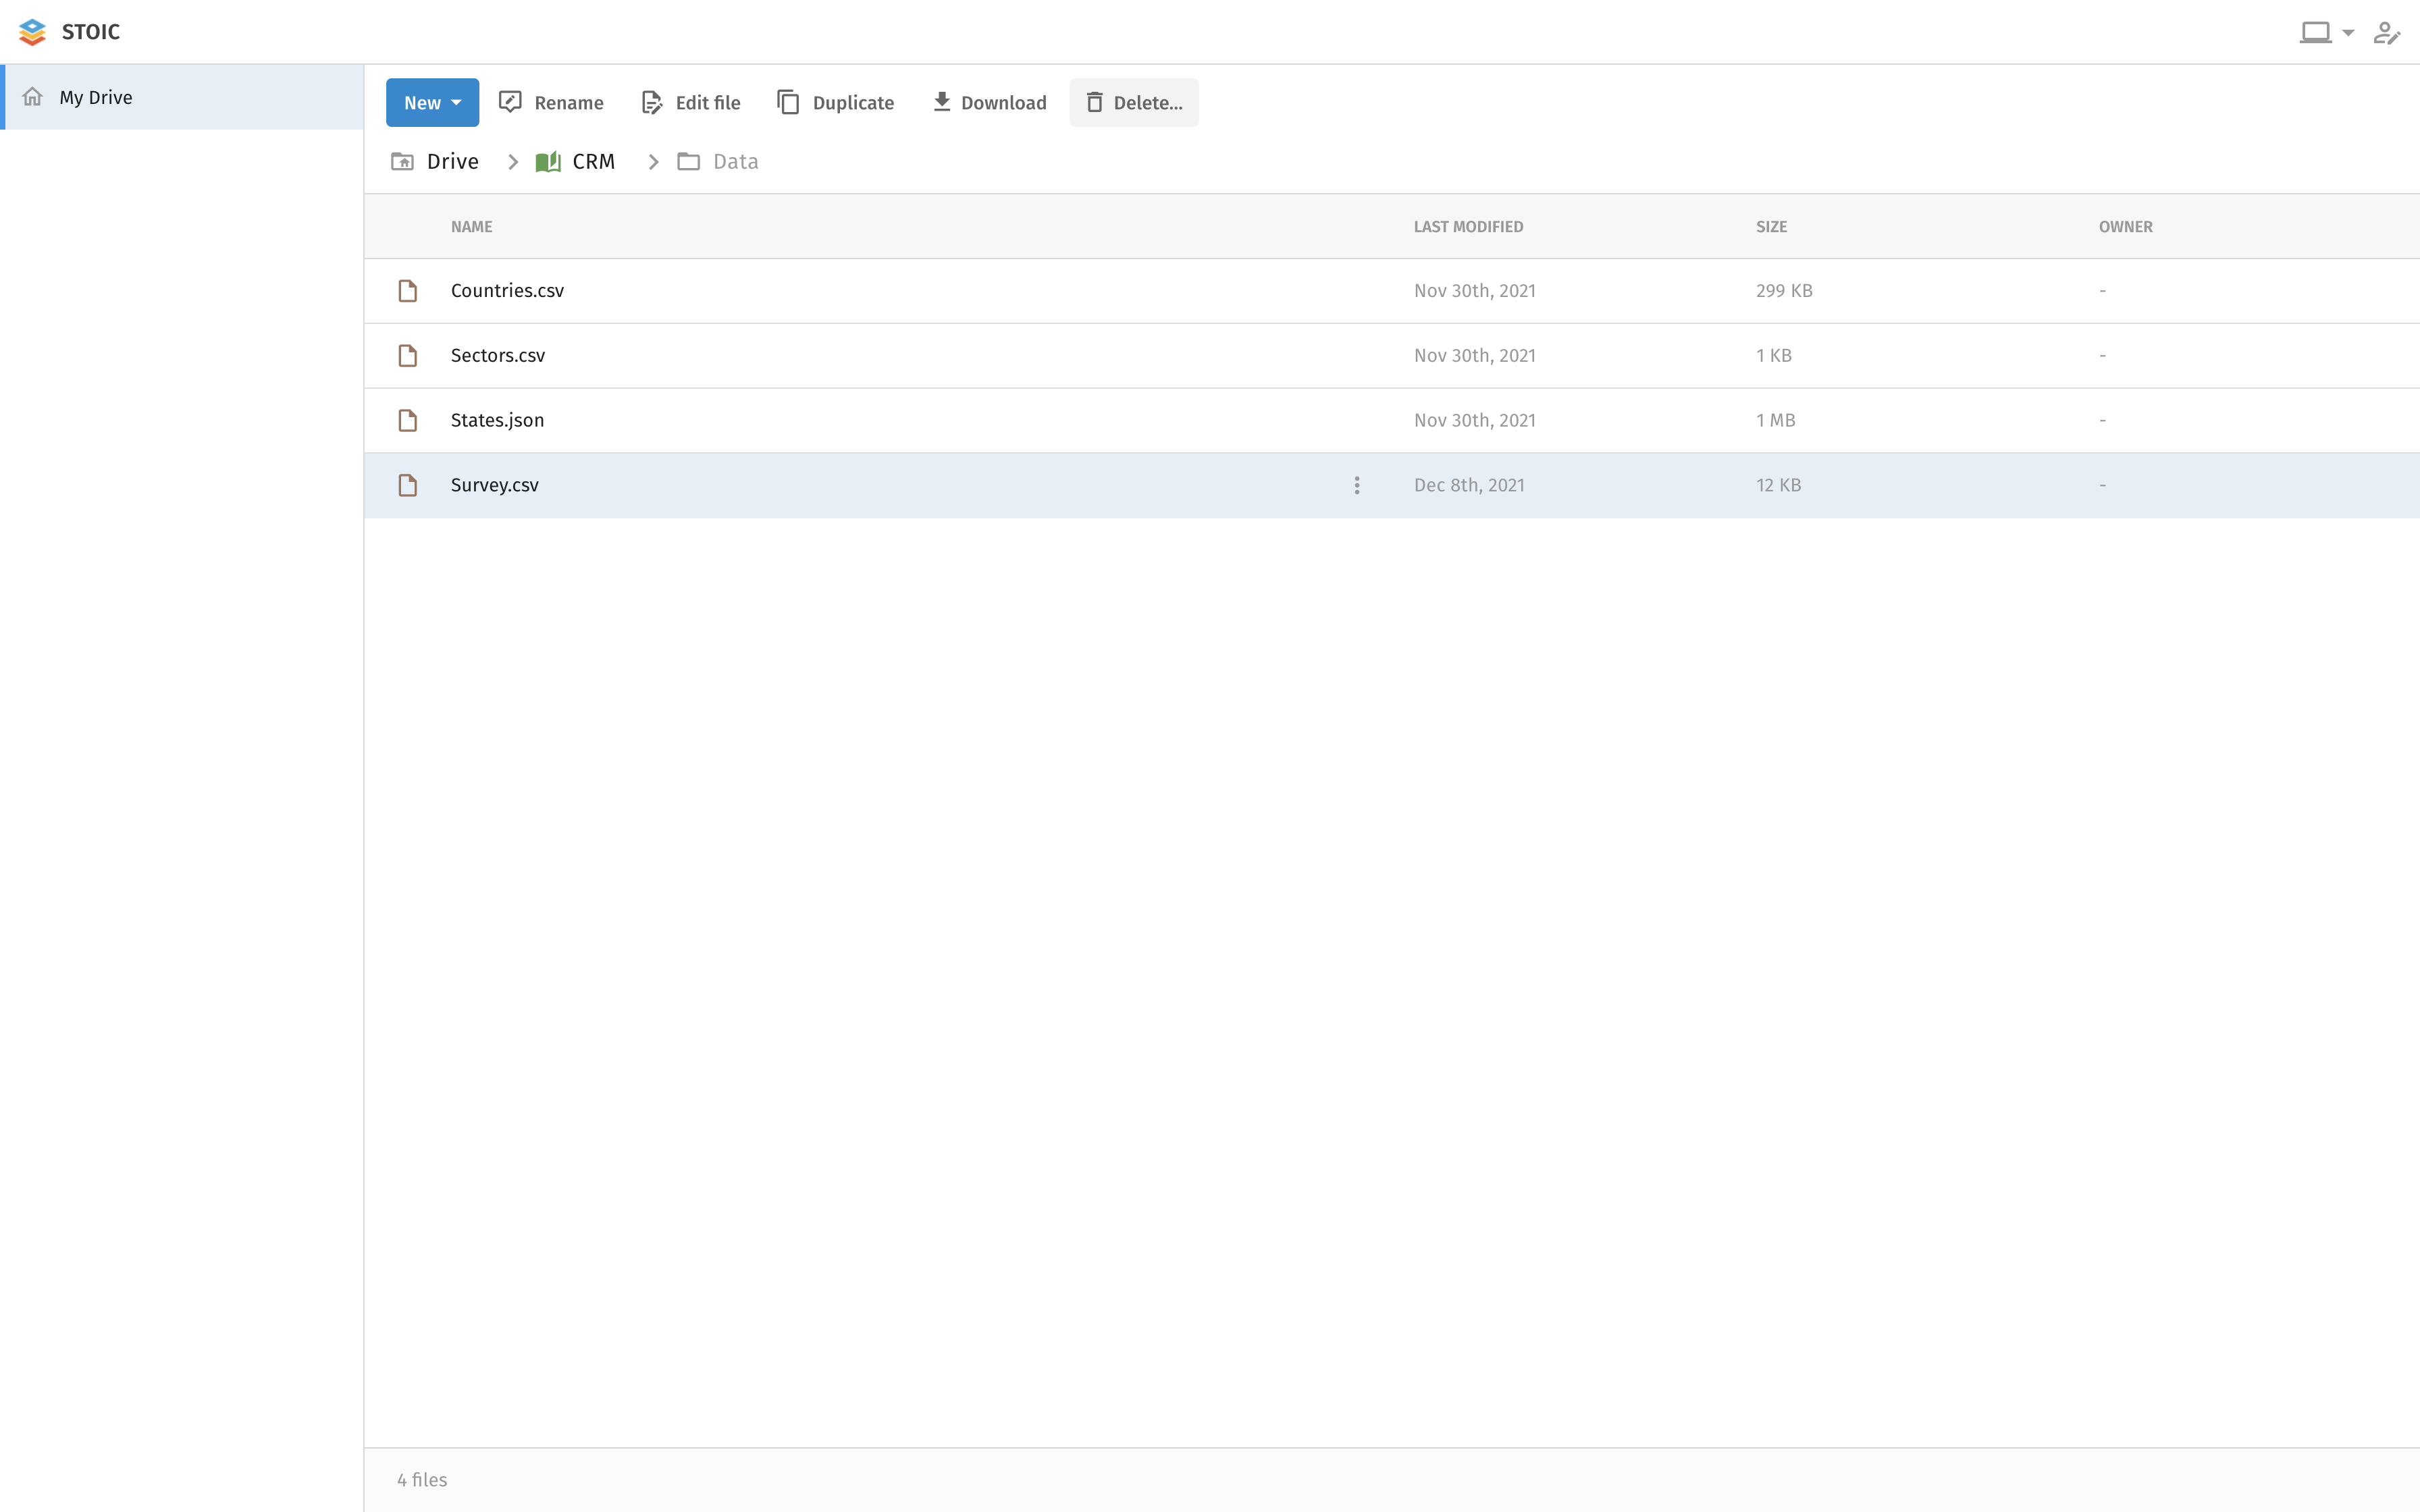 STOIC
My Drive
New Rename Edit file Duplicate Download Delete...
Drive CRM Data
NAME LAST MODIFIED SIZE OWNER
Countries.csv Nov 30th, 2021 299 KB -
Sectors.csv Nov 30th, 2021 1 KB -
States.json Nov 30th, 2021 1 MB -
Survey.csv Dec 8th, 2021 12 KB -
4 files